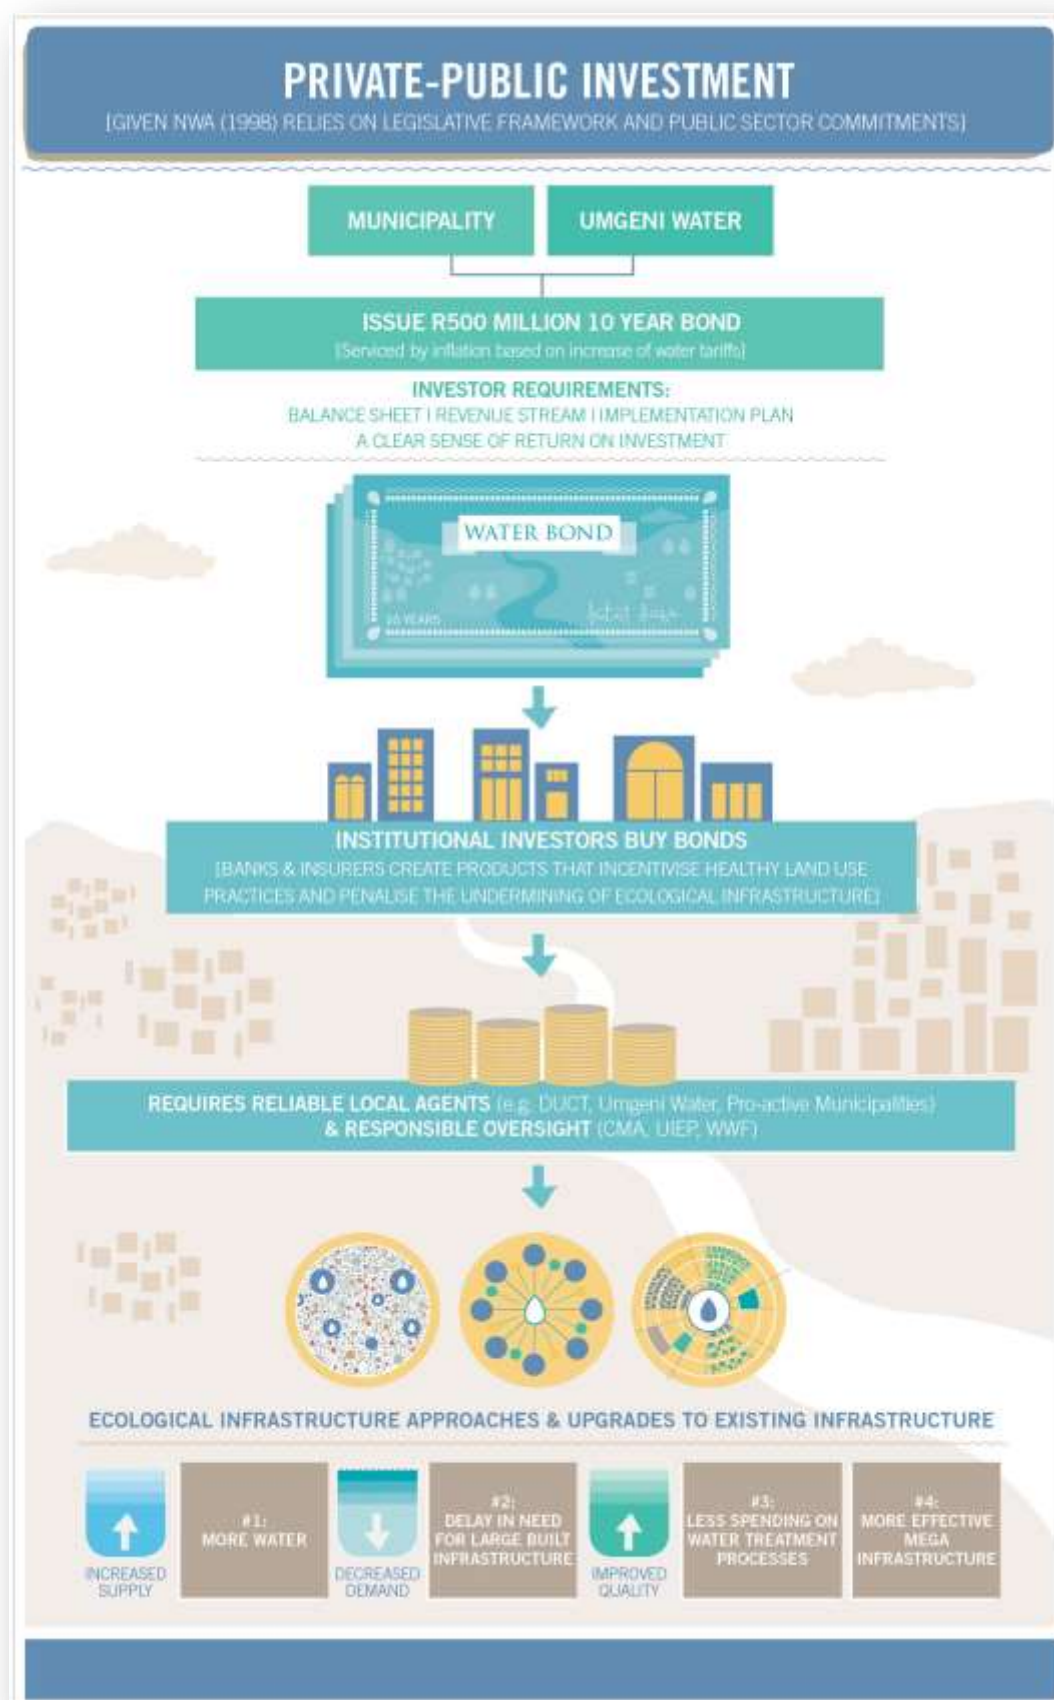 PRIVATE-PUBLIC INVESTMENT
[GIVEN NWA (1998) RELIES ON LEGISLATIVE FRAMEWORK AND PUBLIC SECTOR COMMITMENTS]
MUNICIPALITY
UMGENI WATER
ISSUE R500 MILLION 10 YEAR BOND
[Serviced by inflation based on increase of water tariffs]
INVESTOR REQUIREMENTS:
BALANCE SHEET I REVENUE STREAM I IMPLEMENTATION PLAN
A CLEAR SENSE OF RETURN ON INVESTMENT
WATER BOND
10 YEARS
INSTITUTIONAL INVESTORS BUY BONDS
[BANKS & INSURERS CREATE PRODUCTS THAT INCENTIVISE HEALTHY LAND USE
PRACTICES AND PENALISE THE UNDERMINING OF ECOLOGICAL INFRASTRUCTURE]
REQUIRES RELIABLE LOCAL AGENTS (e.g. DUCT, Umgeni Water, Pro-active Municipalities)
& RESPONSIBLE OVERSIGHT (CMA, UIEP, WWF)
ECOLOGICAL INFRASTRUCTURE APPROACHES & UPGRADES TO EXISTING INFRASTRUCTURE
INCREASED
SUPPLY
#1:
MORE WATER
DECREASED
DEMAND
#2:
DELAY IN NEED
FOR LARGE BUILT
INFRASTRUCTURE
IMPROVED
QUALITY
#3:
LESS SPENDING ON
WATER TREATMENT
PROCESSES
#4:
MORE EFFECTIVE
MEGA
INFRASTRUCTURE